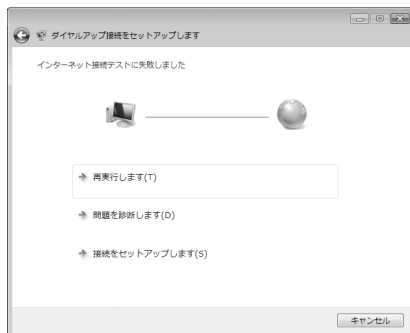 ダイヤルアップ接続をセットアップします
インターネット接続テストに失敗しました
再実行します(T)
問題を診断します(D)
接続をセットアップします(S)
キャンセル